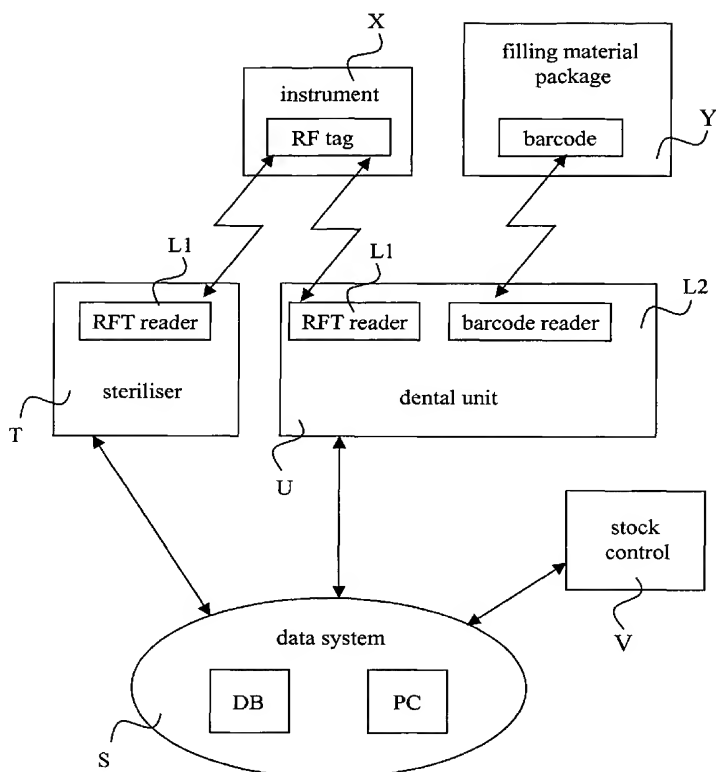 X
instrument
RF tag
filling material
package
barcode
Y
L1
RFT reader
steriliser
T
L1
RFT reader
barcode reader
L2
dental unit
U
stock
control
V
data system
DB
PC
S